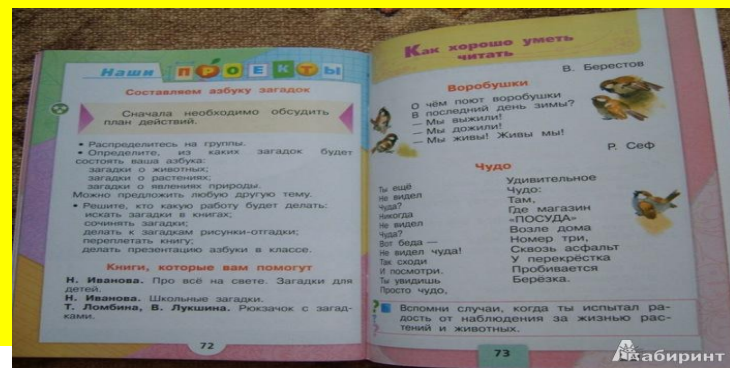 Наши ПРОЕКТЫ
Составляем азбуку загадок
Сначала необходимо обсудить
план действий.
• Распределитесь на группы.
• Определите, из каких загадок будет
состоять ваша азбука:
загадки о животных;
загадки о растениях;
загадки о явлениях природы.
Можно предложить любую другую тему.
• Решите, кто какую работу будет делать:
искать загадки в книгах;
сочинять загадки;
делать к загадкам рисунки-отгадки;
переплетать книгу;
делать презентацию азбуки в классе.
Книги, которые вам помогут
Н. Иванова. Про всё на свете. Загадки для
детей.
Н. Иванова. Школьные загадки.
Т. Ломбина, В. Лукшина. Рюкзачок с загад-
ками.
72
Как хорошо уметь
читать
В. Берестов
Воробушки
О чём поют воробушки
В последний день зимы?
— Мы выжили!
— Мы дожили!
— Мы живы! Живы мы!
Р. Сеф
Чудо
Ты ещё
Не видел
Чуда?
Никогда
Не видел
Чуда?
Вот беда —
Не видел чуда!
Так сходи
И посмотри.
Ты увидишь
Просто чудо,
Удивительное
Чудо:
Там,
Где магазин
«ПОСУДА»
Возле дома
Номер три,
Сквозь асфальт
У перекрёстка
Пробивается
Берёзка.
Вспомни случаи, когда ты испытал ра-
дость от наблюдения за жизнью рас-
тений и животных.
73
Лабиринт